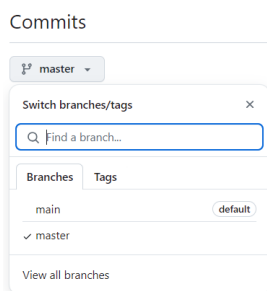 Commits
master
Switch branches/tags
Find a branch...
Branches Tags
main default
master
View all branches